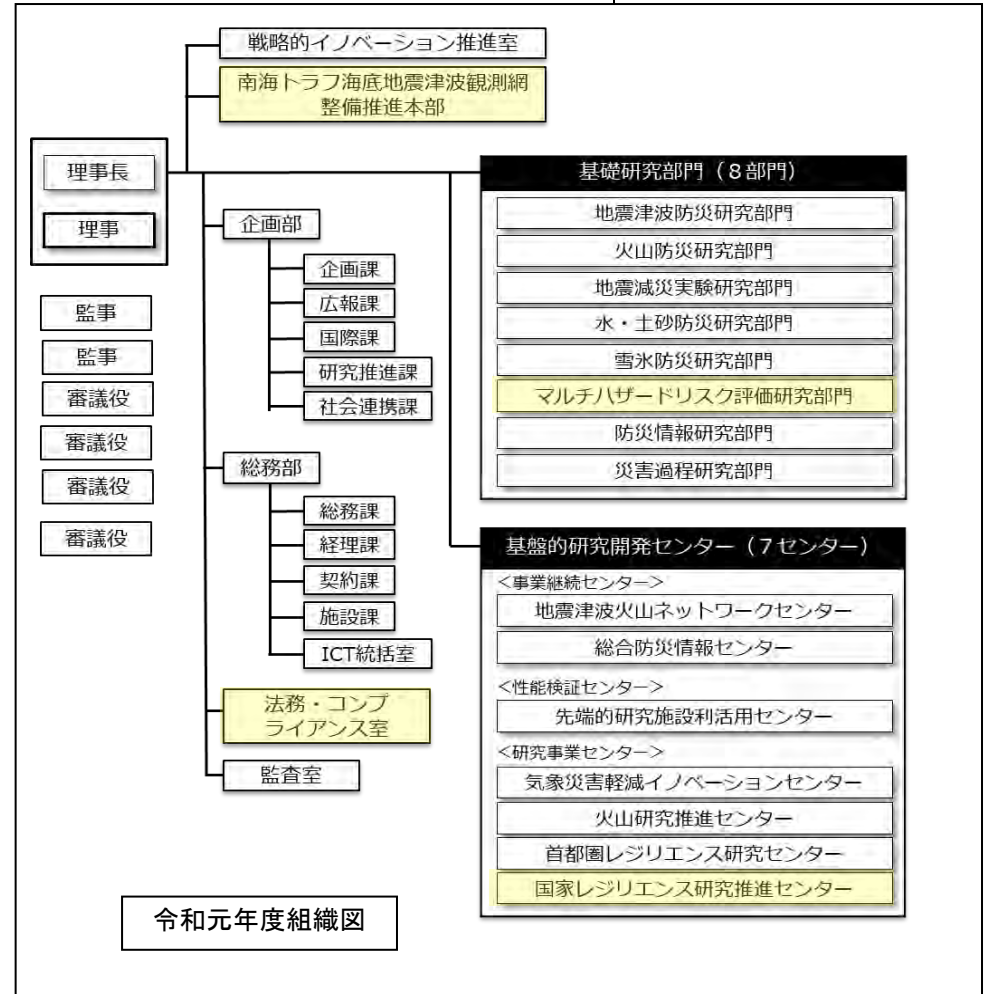 戦略的イノベーション推進室
南海トラフ海底地震津波観測網
整備推進本部
理事長
理事
監事
監事
審議役
審議役
審議役
審議役
企画部
企画課
広報課
国際課
研究推進課
社会連携課
総務部
総務課
経理課
契約課
施設課
ICT統括室
法務・コンプ
ライアンス室
監査室
基礎研究部門（８部門）
地震津波防災研究部門
火山防災研究部門
地震減災実験研究部門
水・土砂防災研究部門
雪氷防災研究部門
マルチハザードリスク評価研究部門
防災情報研究部門
災害過程研究部門
基盤的研究開発センター（７センター）
<事業継続センター>
地震津波火山ネットワークセンター
総合防災情報センター
<性能検証センター>
先端的研究施設利活用センター
<研究事業センター>
気象災害軽減イノベーションセンター
火山研究推進センター
首都圏レジリエンス研究センター
国家レジリエンス研究推進センター
令和元年度組織図